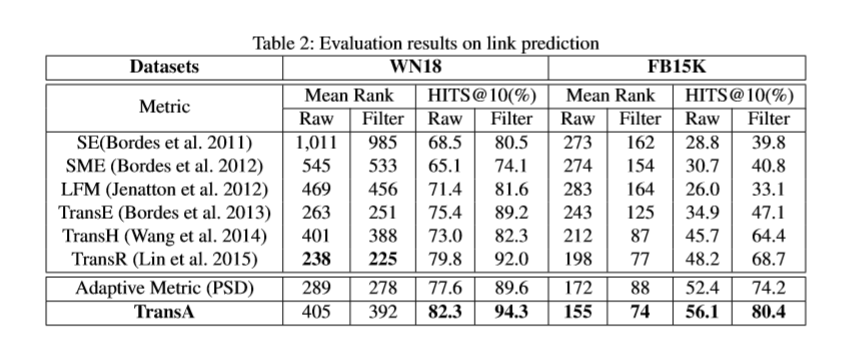 Table 2: Evaluation results on link prediction
Datasets WN18 FB15K
Metric Mean Rank HITS@10(%) Mean Rank HITS@10(%)
Raw Filter Raw Filter Raw Filter Raw Filter
SE(Bordes et al. 2011) 1,011 985 68.5 80.5 273 162 28.8 39.8
SME (Bordes et al. 2012) 545 533 65.1 74.1 274 154 30.7 40.8
LFM (Jenatton et al. 2012) 469 456 71.4 81.6 283 164 26.0 33.1
TransE (Bordes et al. 2013) 263 251 75.4 89.2 243 125 34.9 47.1
TransH (Wang et al. 2014) 401 388 73.0 82.3 212 87 45.7 64.4
TransR (Lin et al. 2015) 238 225 79.8 92.0 198 77 48.2 68.7
Adaptive Metric (PSD) 289 278 77.6 89.6 172 88 52.4 74.2
TransA 405 392 82.3 94.3 155 74 56.1 80.4